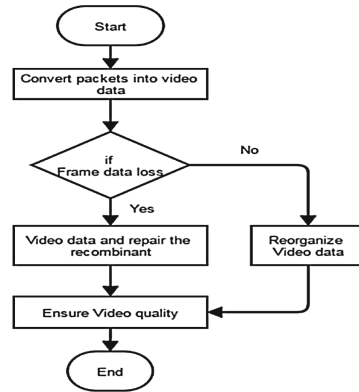 Start
Convert packets into video
data
if
Frame data loss
No
Yes
Video data and repair the
recombinant
Reorganize
Video data
Ensure Video quality
End